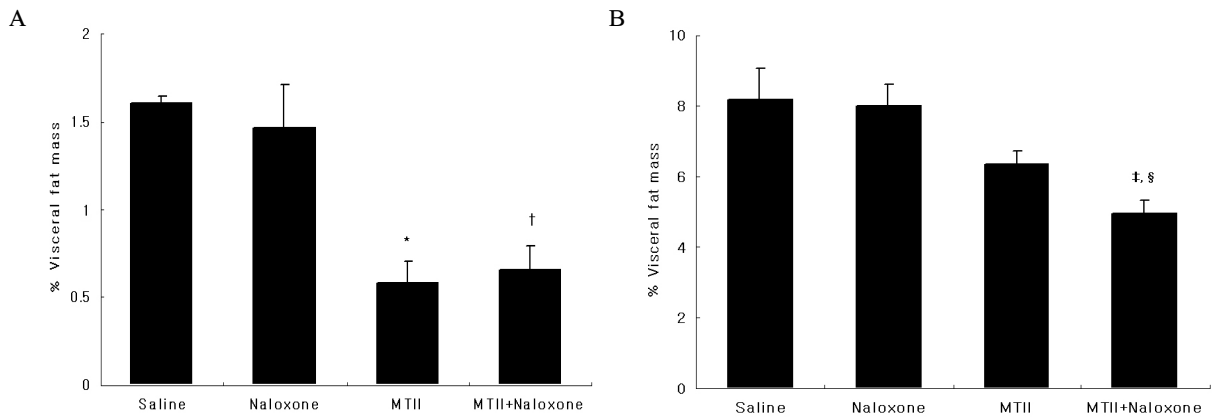 A
% Visceral fat mass
2
1.5
1
0.5
0
*
†
Saline Naloxone MTII MTII+Naloxone
B
% Visceral fat mass
10
8
6
4
2
0
‡, §
Saline Naloxone MTII MTII+Naloxone